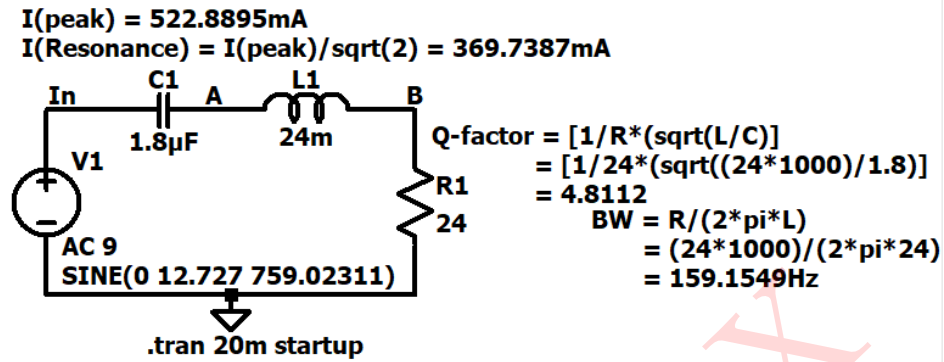 I(peak) = 522.8895mA
I(Resonance) = I(peak)/sqrt(2) = 369.7387mA
C1
L1
In
A
B
1.8µF
24m
V1
R1
24
AC 9
SINE(0 12.727 759.02311)
.tran 20m startup
Q-factor = [1/R*(sqrt(L/C)]
= [1/24*(sqrt((24*1000)/1.8)]
= 4.8112
BW = R/(2*pi*L)
= (24*1000)/(2*pi*24)
= 159.1549Hz